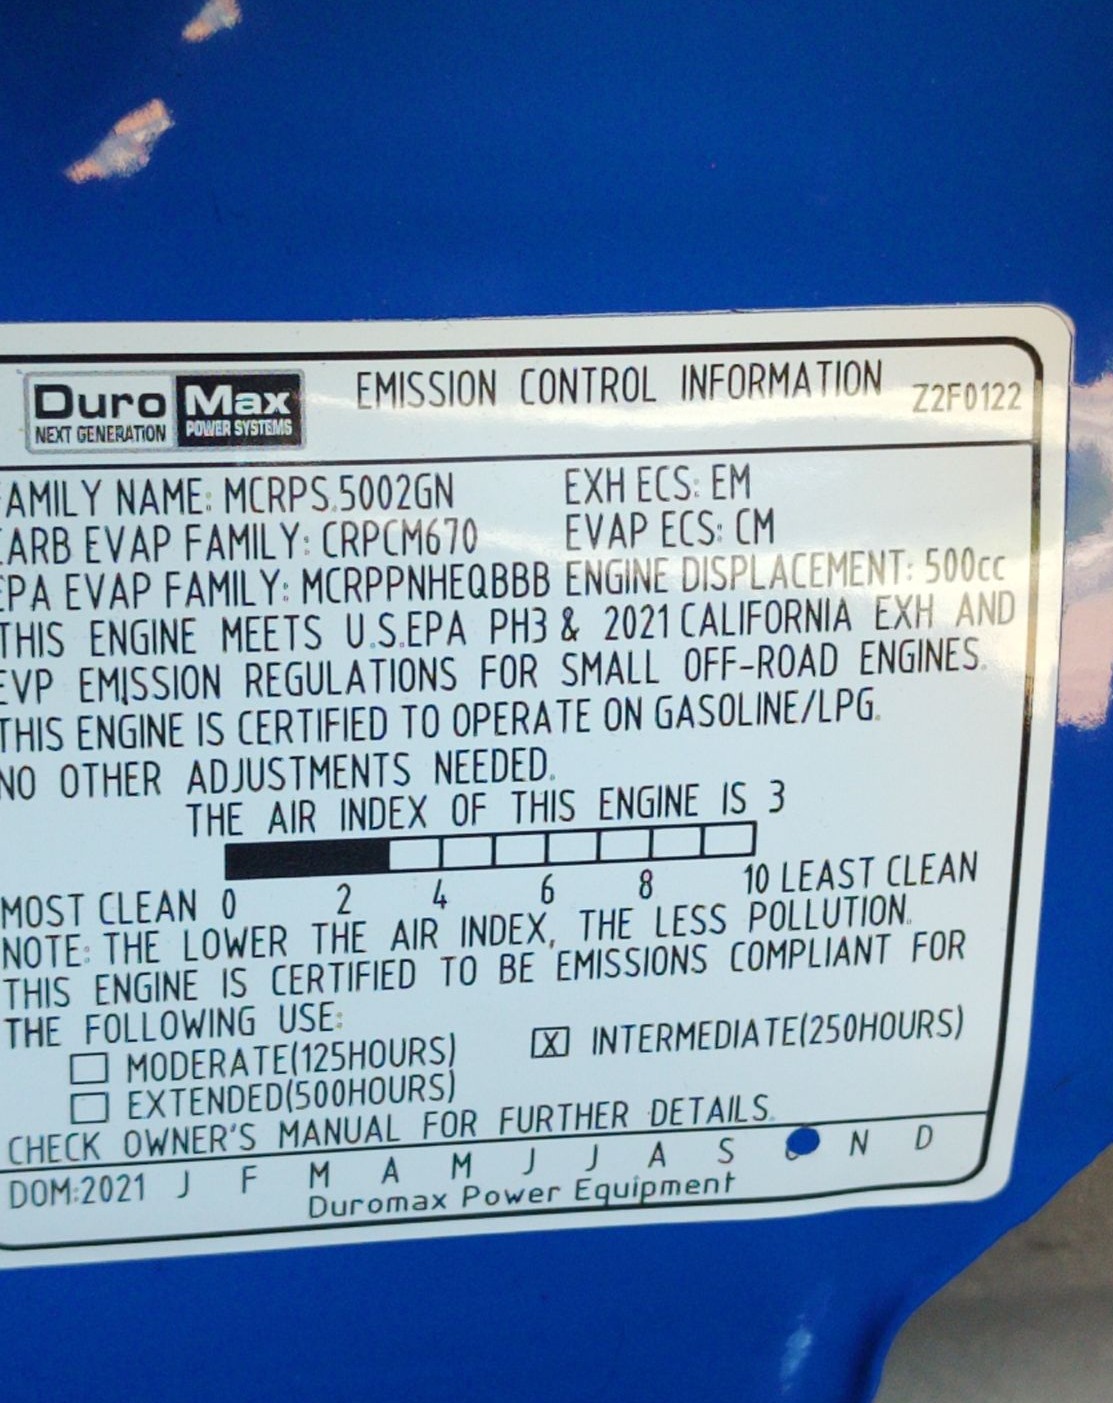 Duro Max EMISSION CONTROL INFORMATION Z2F0122
NEXT GENERATION POWER SYSTEMS
FAMILY NAME: MCRPS.5002GN EXH ECS: EM
CARB EVAP FAMILY: CRPCM670 EVAP ECS: CM
EPA EVAP FAMILY: MCRPPNHEQBBB ENGINE DISPLACEMENT: 500cc
THIS ENGINE MEETS U.S.EPA PH3 & 2021 CALIFORNIA EXH AND
EVP EMISSION REGULATIONS FOR SMALL OFF-ROAD ENGINES.
THIS ENGINE IS CERTIFIED TO OPERATE ON GASOLINE/LPG.
NO OTHER ADJUSTMENTS NEEDED.
THE AIR INDEX OF THIS ENGINE IS 3
MOST CLEAN 0 2 4 6 8 10 LEAST CLEAN
NOTE: THE LOWER THE AIR INDEX, THE LESS POLLUTION.
THIS ENGINE IS CERTIFIED TO BE EMISSIONS COMPLIANT FOR
THE FOLLOWING USE:
MODERATE(125HOURS) X INTERMEDIATE(250HOURS)
EXTENDED(500HOURS)
CHECK OWNER'S MANUAL FOR FURTHER DETAILS.
DOM:2021 J F M A M J J A S O N D
Duromax Power Equipment